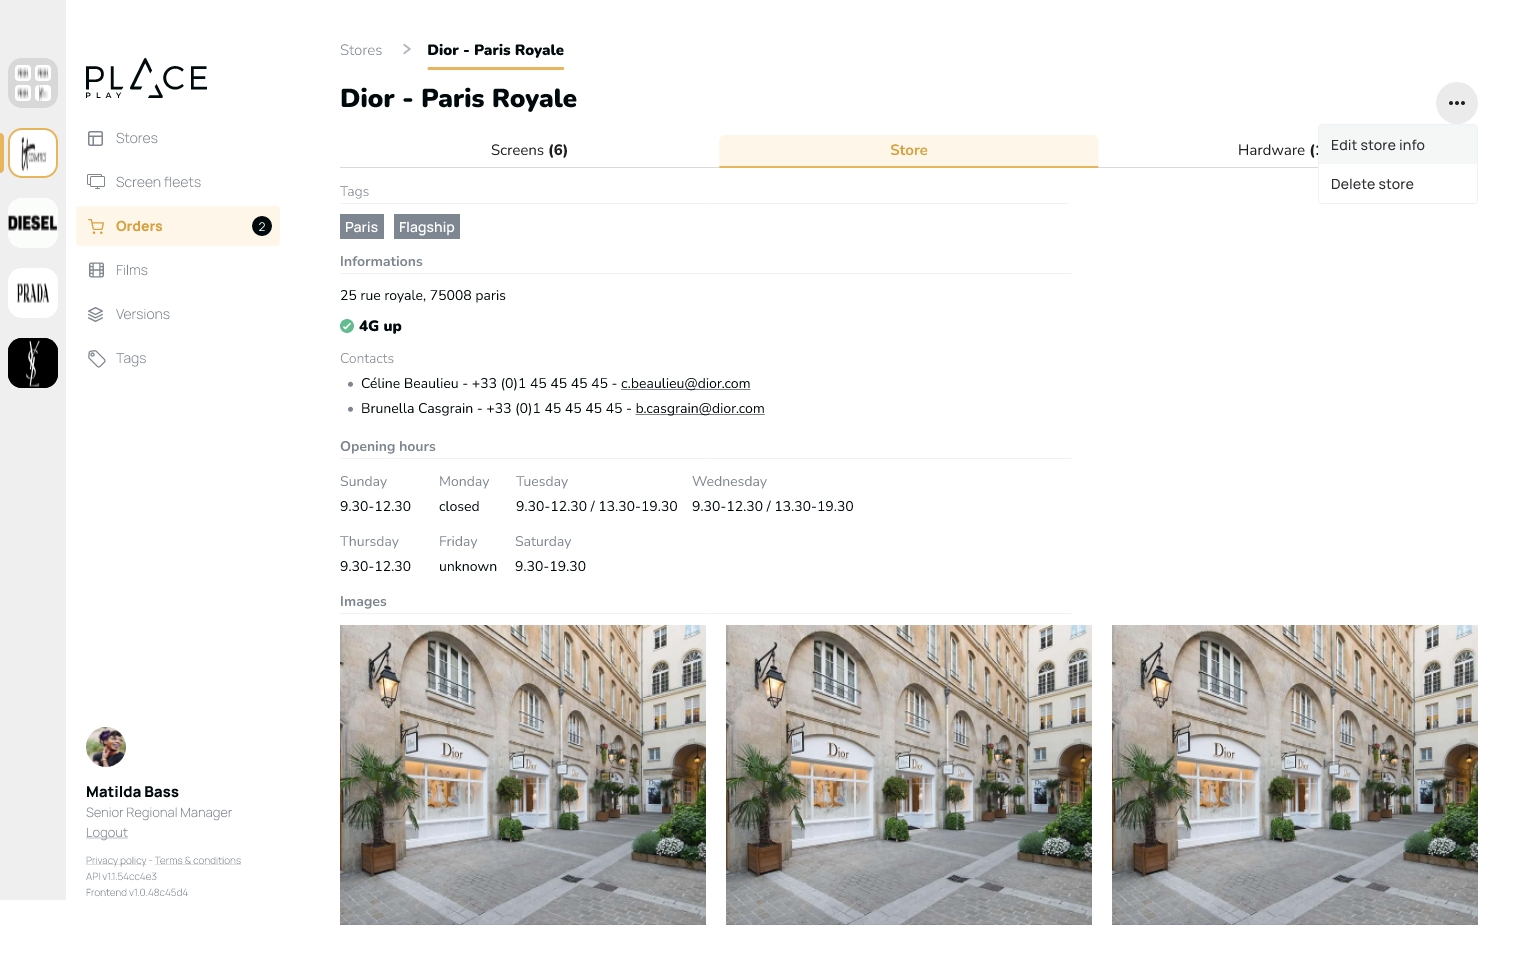 Stores > Dior - Paris Royale
PLACE
PLAY
Dior - Paris Royale
Edit store info
Delete store
Screens (6)
Store
Hardware
Stores
Screen fleets
Orders 2
Films
Versions
Tags
DIESEL
PRADA
YSL
Tags
Paris Flagship
Informations
25 rue royale, 75008 paris
4G up
Contacts
Céline Beaulieu - +33 (0)1 45 45 45 45 - c.beaulieu@dior.com
Brunella Casgrain - +33 (0)1 45 45 45 45 - b.casgrain@dior.com
Opening hours
Sunday Monday Tuesday Wednesday
9.30-12.30 closed 9.30-12.30 / 13.30-19.30 9.30-12.30 / 13.30-19.30
Thursday Friday Saturday
9.30-12.30 unknown 9.30-19.30
Images
Dior
Dior
Dior
Matilda Bass
Senior Regional Manager
Logout
Privacy policy - Terms & conditions
API v1.1.54cc4e3
Frontend v1.0.48c45d4